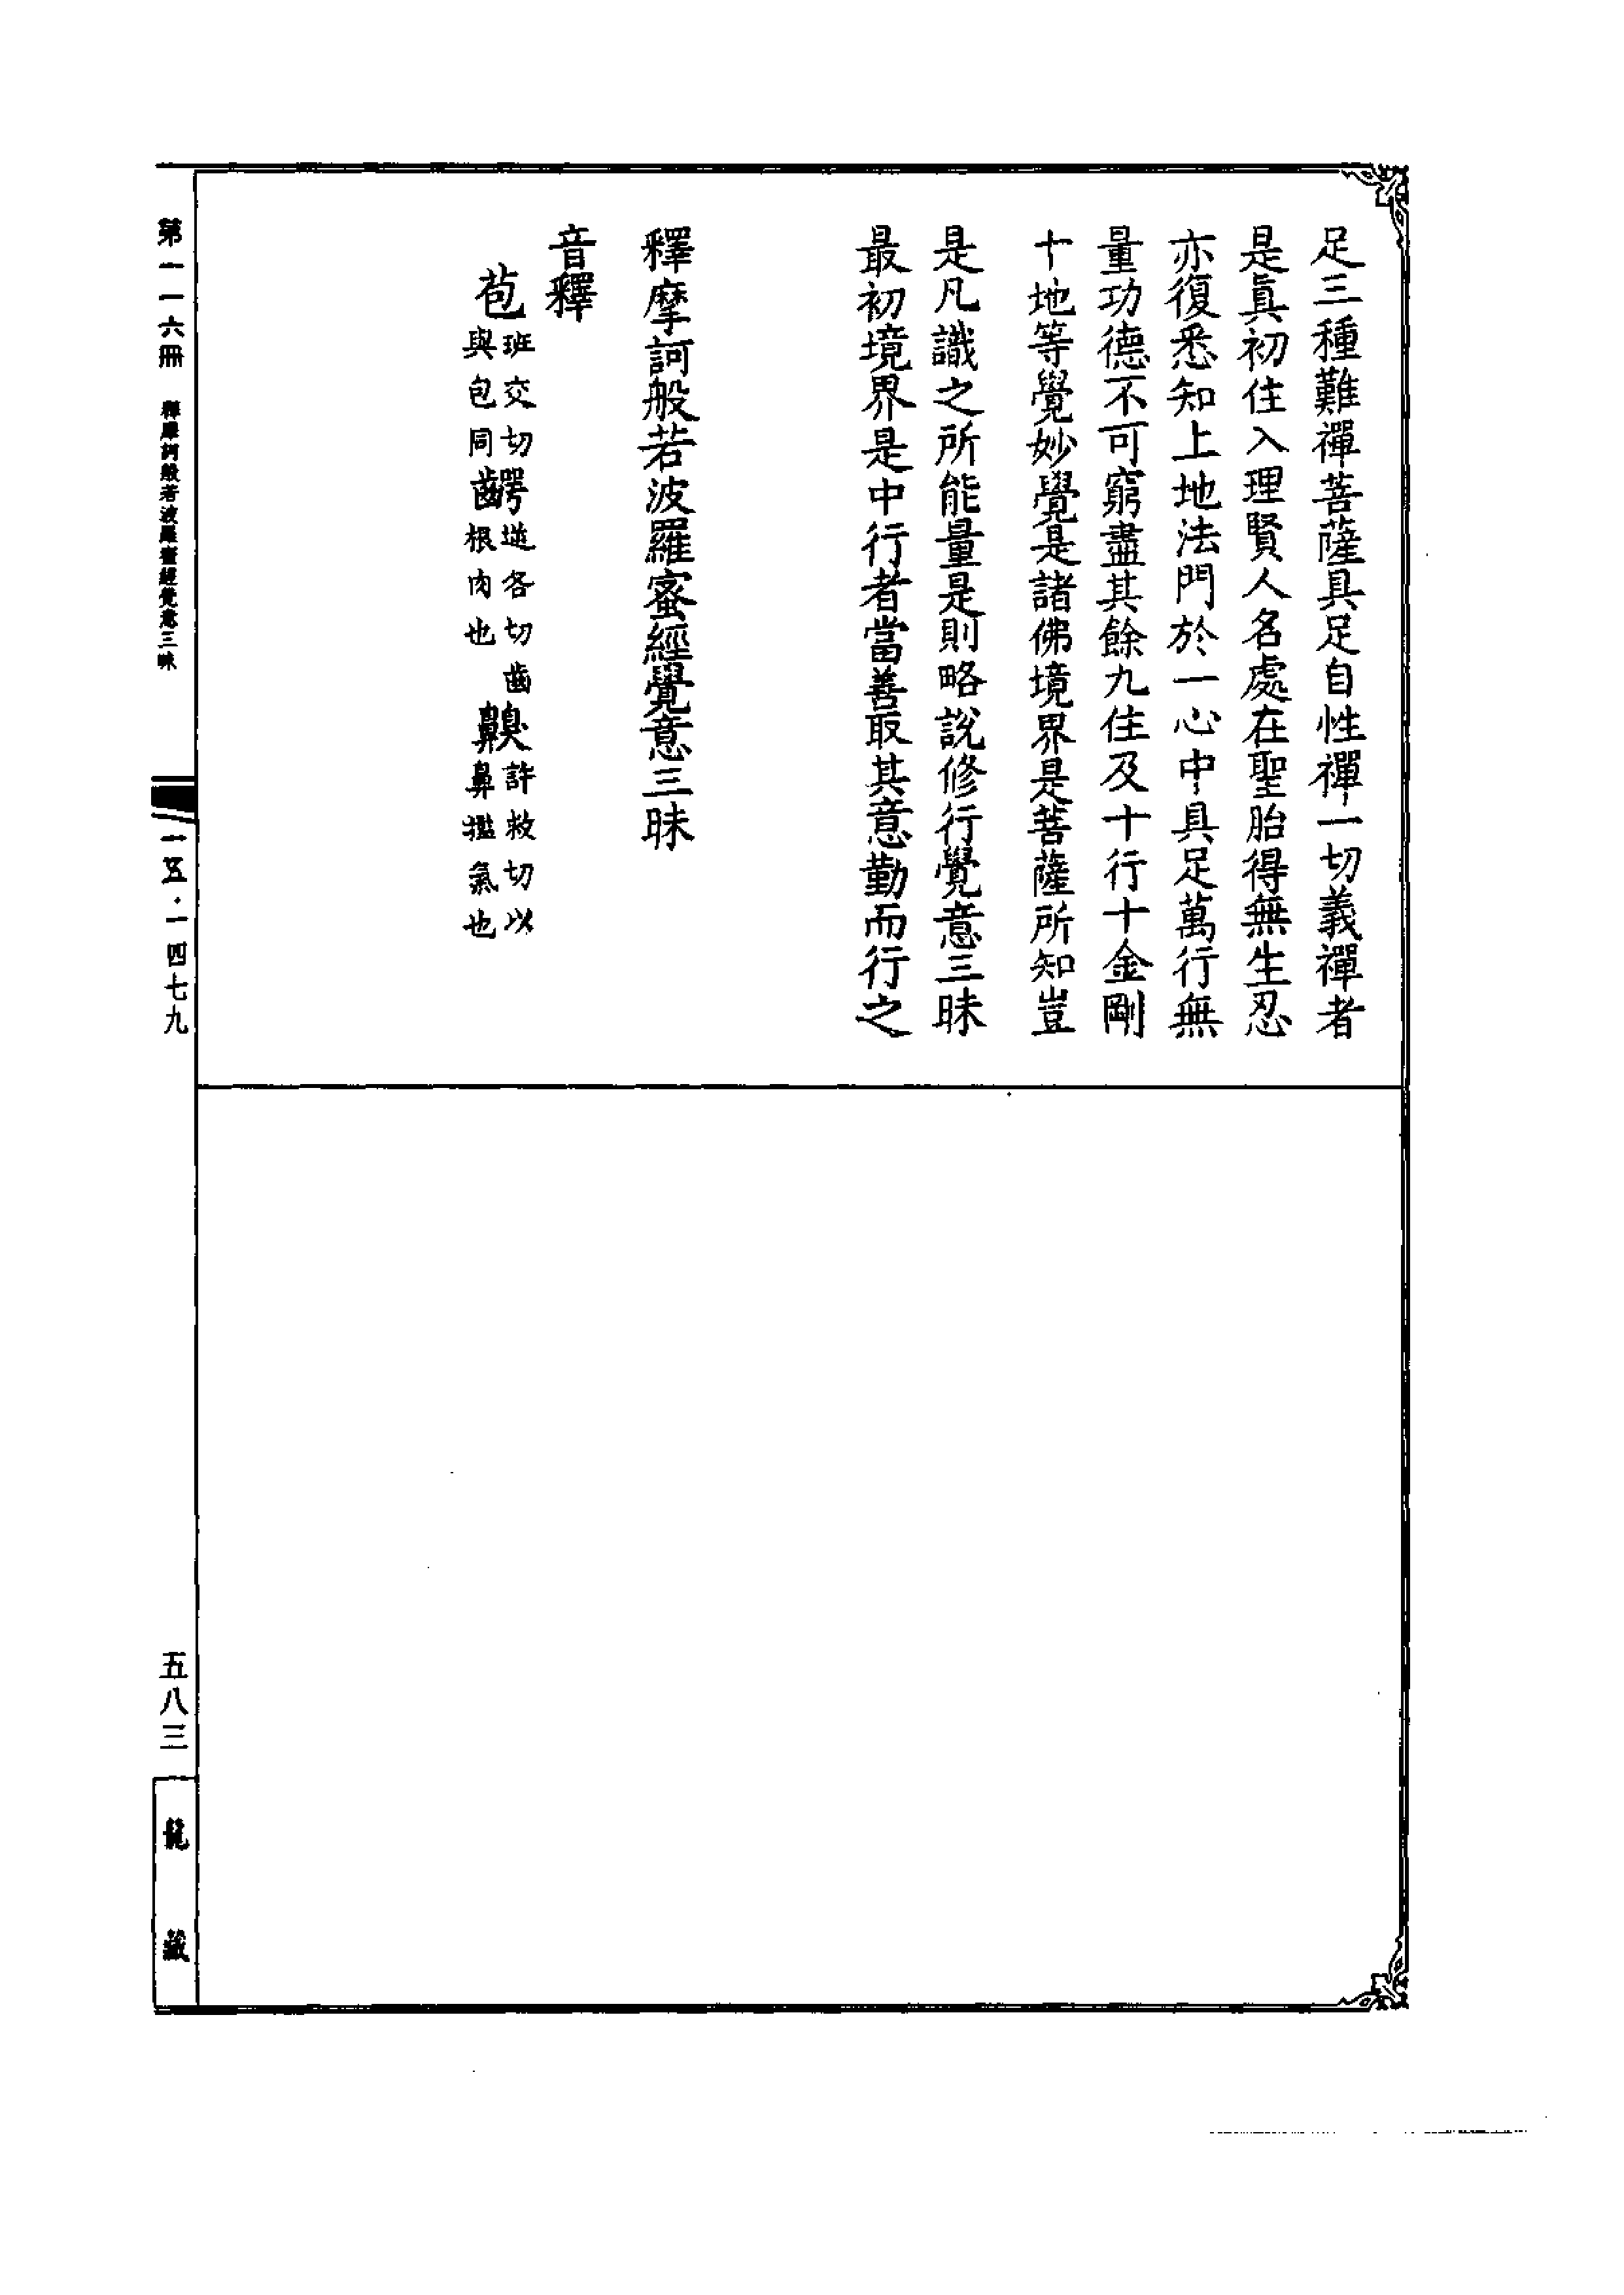 足三種難禪菩薩具足自性禪一切義禪者
是眞初住入理賢人名處在聖胎得無生忍
亦復悉知上地法門於一心中具足萬行無
量功德不可窮盡其餘九住及十行十金剛
十地等覺妙覺是諸佛境界是菩薩所知豈
是凡識之所能量是則略說修行覺意三昧
最初境界是中行者當善取其意勤而行之
釋摩訶般若波羅蜜經覺意三昧
音釋
苞班交切與包同齶逆各切齒根肉也齅許救切以鼻擥氣也
第一一六冊 釋摩訶般若波羅蜜經覺意三昧
一五·一四七九
五八三
龍藏